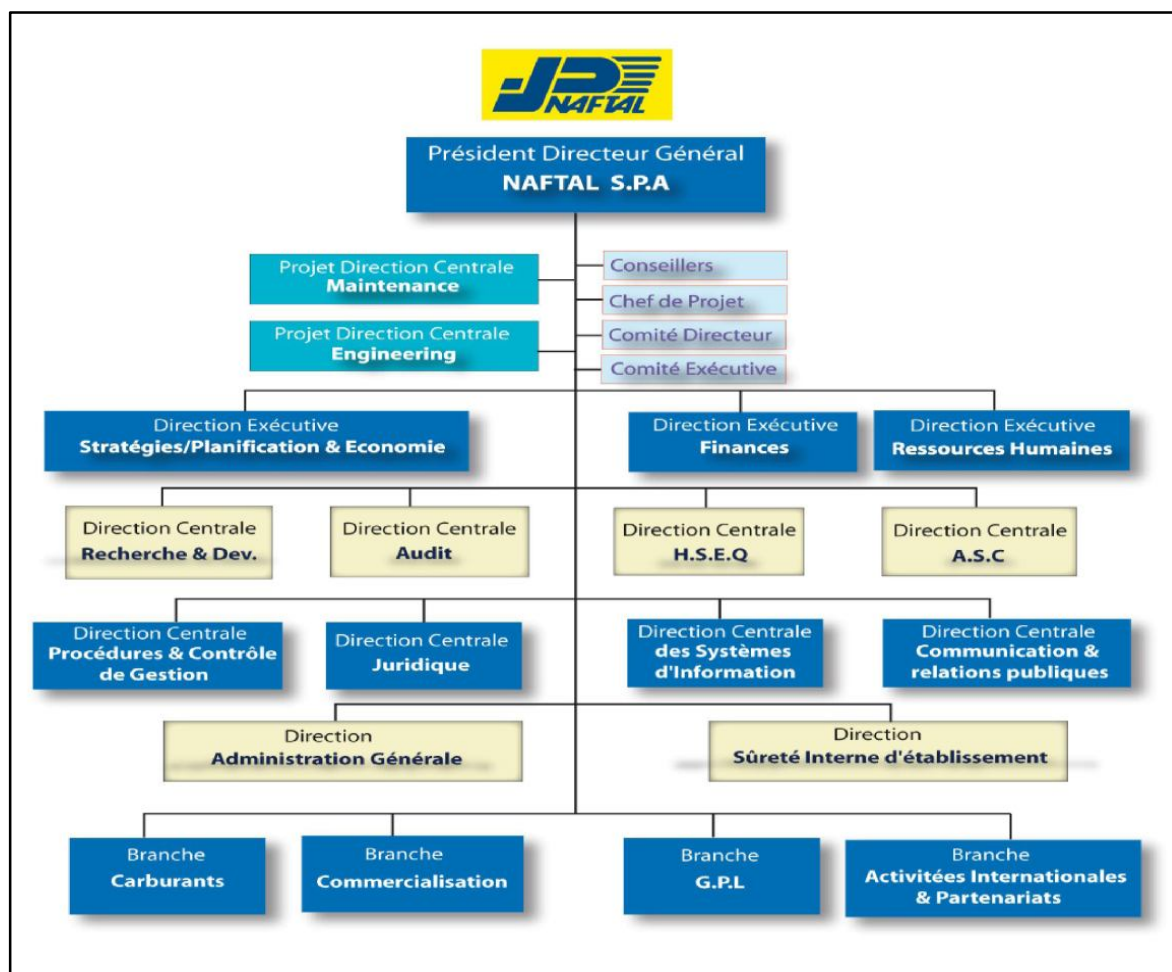 NAFTAL
Président Directeur Général
NAFTAL S.P.A
Projet Direction Centrale
Maintenance
Conseillers
Chef de Projet
Projet Direction Centrale
Engineering
Comité Directeur
Comité Exécutive
Direction Exécutive
Stratégies/Planification & Economie
Direction Exécutive
Finances
Direction Exécutive
Ressources Humaines
Direction Centrale
Recherche & Dev.
Direction Centrale
Audit
Direction Centrale
H.S.E.Q
Direction Centrale
A.S.C
Direction Centrale
Procédures & Contrôle
de Gestion
Direction Centrale
Juridique
Direction Centrale
des Systèmes
d'Information
Direction Centrale
Communication &
relations publiques
Direction
Administration Générale
Direction
Sûreté Interne d'établissement
Branche
Carburants
Branche
Commercialisation
Branche
G.P.L
Branche
Activitées Internationales
& Partenariats